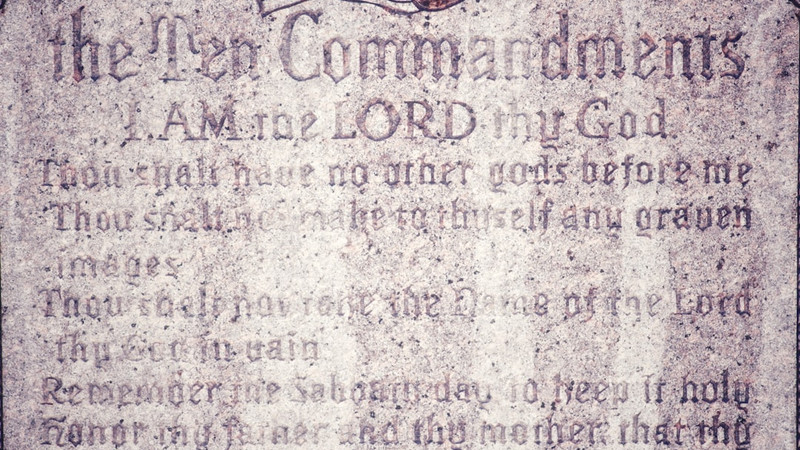 the Ten Commandments
I AM the LORD thy God.
Thou shalt have no other gods before me
Thou shalt not make to thyself any graven
images
Thou shalt not take the Name of the Lord
thy God in vain
Remember the Sabbath day to keep it holy
Honor thy father and thy mother that thy